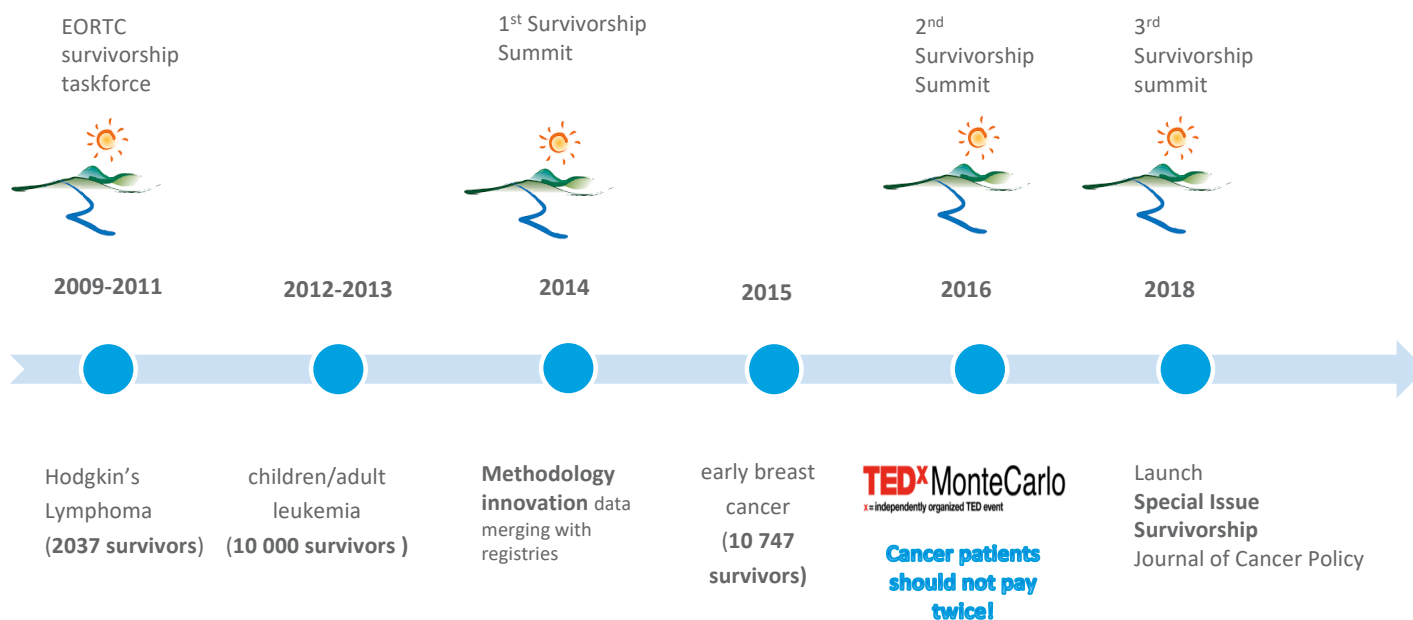 EORTC
survivorship
taskforce
1st Survivorship
Summit
2nd
Survivorship
Summit
3rd
Survivorship
summit
2009-2011
2012-2013
2014
2015
2016
2018
Hodgkin's
Lymphoma
(2037 survivors)
children/adult
leukemia
(10 000 survivors )
Methodology
innovation data
merging with
registries
early breast
cancer
(10 747
survivors)
TEDx MonteCarlo
x = independently organized TED event
Cancer patients
should not pay
twice!
Launch
Special Issue
Survivorship
Journal of Cancer Policy